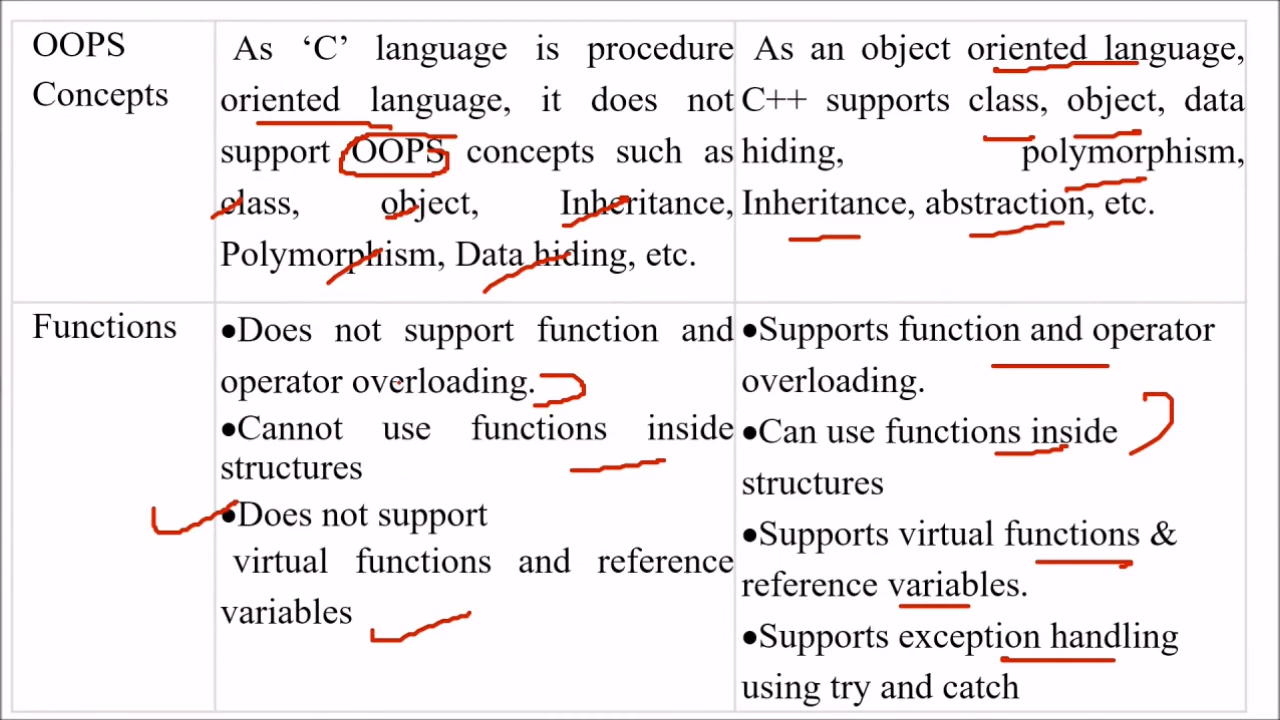 OOPS
Concepts
As ‘C’ language is procedure
oriented language, it does not
support OOPS concepts such as
class, object, Inheritance,
Polymorphism, Data hiding, etc.
As an object oriented language,
C++ supports class, object, data
hiding, polymorphism,
Inheritance, abstraction, etc.
Functions
●Does not support function and
operator overloading.
●Cannot use functions inside
structures
●Does not support
virtual functions and reference
variables
●Supports function and operator
overloading.
●Can use functions inside
structures
●Supports virtual functions &
reference variables.
●Supports exception handling
using try and catch